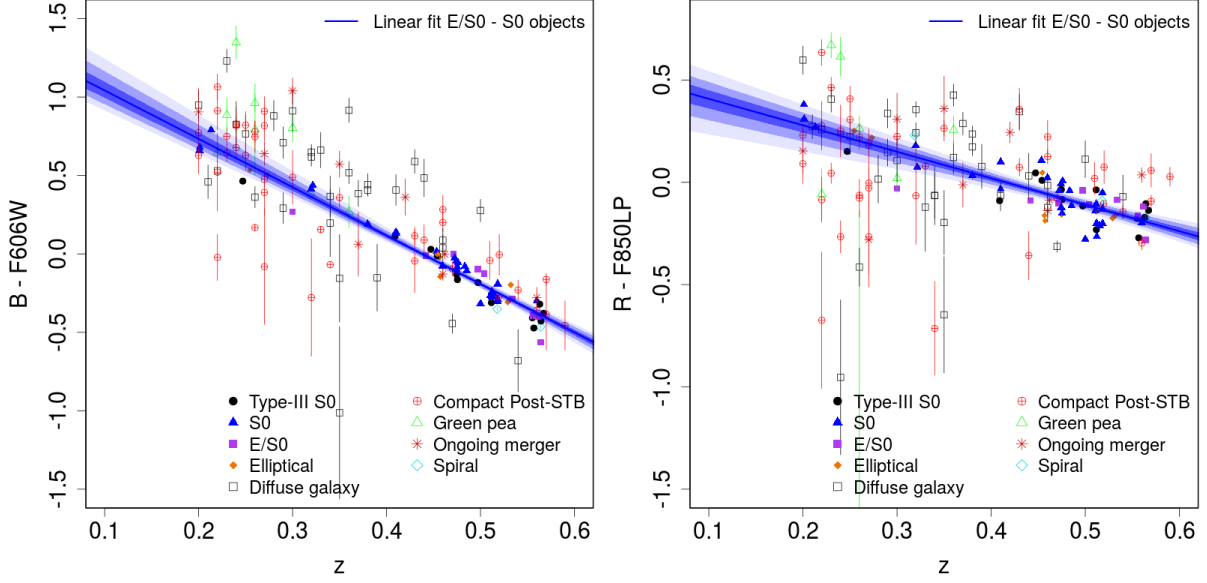 Linear fit E/S0 - S0 objects
B - F606W
1.5
1.0
0.5
0.0
-0.5
-1.0
-1.5
Type-III S0
S0
E/S0
Elliptical
Diffuse galaxy
Compact Post-STB
Green pea
Ongoing merger
Spiral
0.1 0.2 0.3 0.4 0.5 0.6
z
Linear fit E/S0 - S0 objects
R - F850LP
0.5
0.0
-0.5
-1.0
-1.5
Type-III S0
S0
E/S0
Elliptical
Diffuse galaxy
Compact Post-STB
Green pea
Ongoing merger
Spiral
0.1 0.2 0.3 0.4 0.5 0.6
z